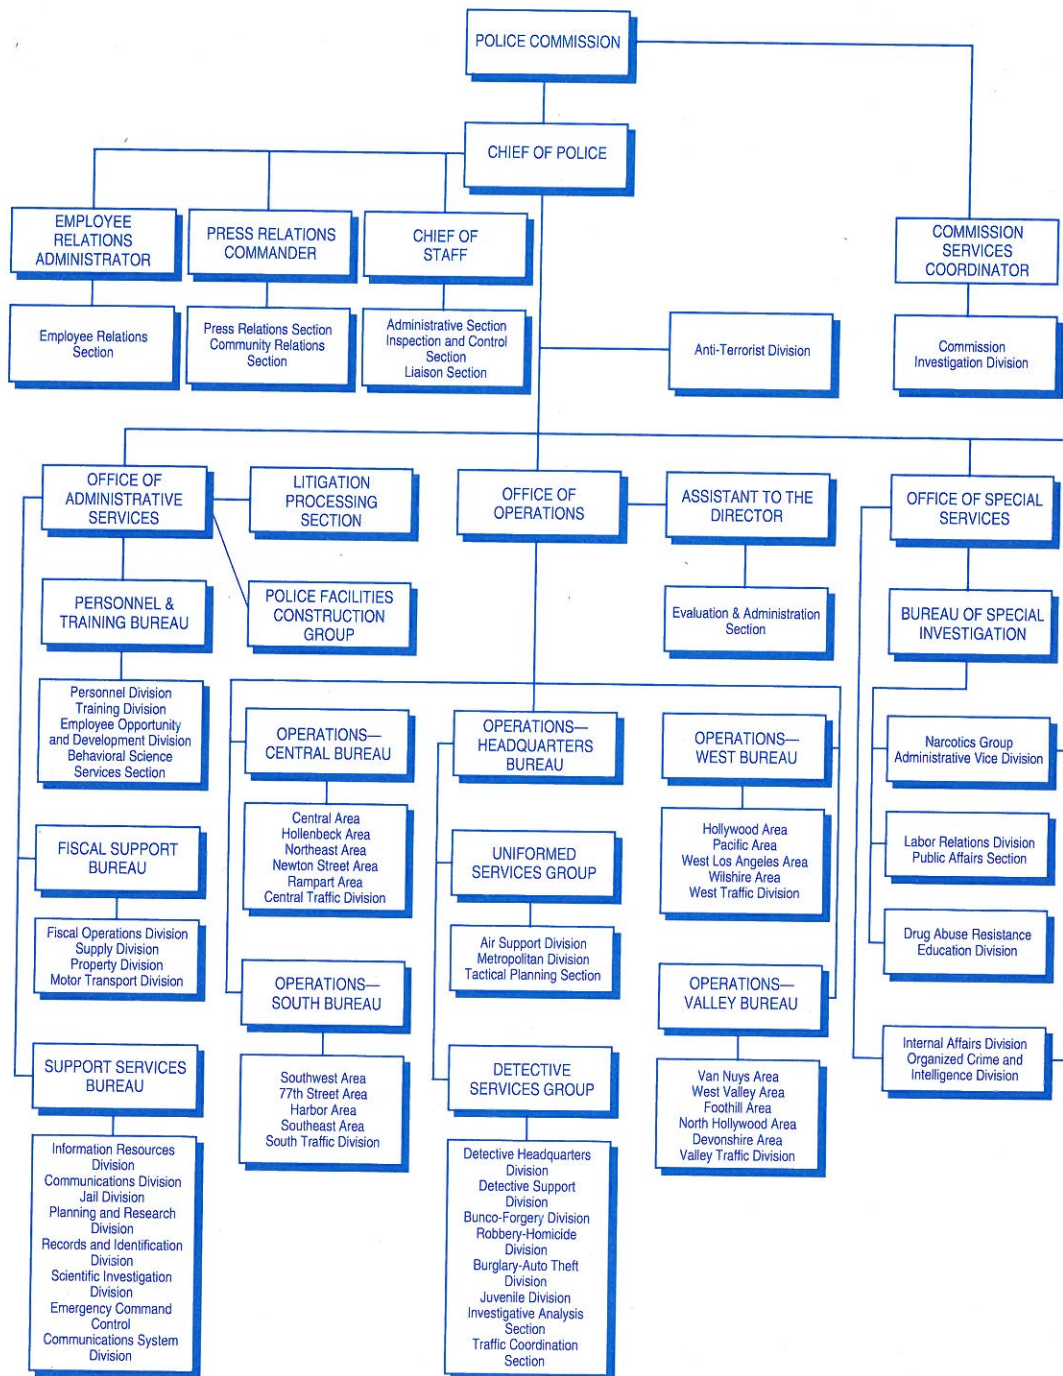 POLICE COMMISSION
CHIEF OF POLICE
EMPLOYEE
RELATIONS
ADMINISTRATOR
PRESS RELATIONS
COMMANDER
CHIEF OF
STAFF
COMMISSION
SERVICES
COORDINATOR
Employee Relations
Section
Press Relations Section
Community Relations
Section
Administrative Section
Inspection and Control
Section
Liaison Section
Anti-Terrorist Division
Commission
Investigation Division
OFFICE OF
ADMINISTRATIVE
SERVICES
LITIGATION
PROCESSING
SECTION
OFFICE OF
OPERATIONS
ASSISTANT TO THE
DIRECTOR
OFFICE OF SPECIAL
SERVICES
PERSONNEL &
TRAINING BUREAU
POLICE FACILITIES
CONSTRUCTION
GROUP
Evaluation & Administration
Section
BUREAU OF SPECIAL
INVESTIGATION
Personnel Division
Training Division
Employee Opportunity
and Development Division
Behavioral Science
Services Section
OPERATIONS—
CENTRAL BUREAU
OPERATIONS—
HEADQUARTERS
BUREAU
OPERATIONS—
WEST BUREAU
Narcotics Group
Administrative Vice Division
Central Area
Hollenbeck Area
Northeast Area
Newton Street Area
Rampart Area
Central Traffic Division
Hollywood Area
Pacific Area
West Los Angeles Area
Wilshire Area
West Traffic Division
FISCAL SUPPORT
BUREAU
UNIFORMED
SERVICES GROUP
Labor Relations Division
Public Affairs Section
Fiscal Operations Division
Supply Division
Property Division
Motor Transport Division
Air Support Division
Metropolitan Division
Tactical Planning Section
Drug Abuse Resistance
Education Division
OPERATIONS—
SOUTH BUREAU
OPERATIONS—
VALLEY BUREAU
SUPPORT SERVICES
BUREAU
DETECTIVE
SERVICES GROUP
Internal Affairs Division
Organized Crime and
Intelligence Division
Southwest Area
77th Street Area
Harbor Area
Southeast Area
South Traffic Division
Van Nuys Area
West Valley Area
Foothill Area
North Hollywood Area
Devonshire Area
Valley Traffic Division
Information Resources
Division
Communications Division
Jail Division
Planning and Research
Division
Records and Identification
Division
Scientific Investigation
Division
Emergency Command
Control
Communications System
Division
Detective Headquarters
Division
Detective Support
Division
Bunco-Forgery Division
Robbery-Homicide
Division
Burglary-Auto Theft
Division
Juvenile Division
Investigative Analysis
Section
Traffic Coordination
Section